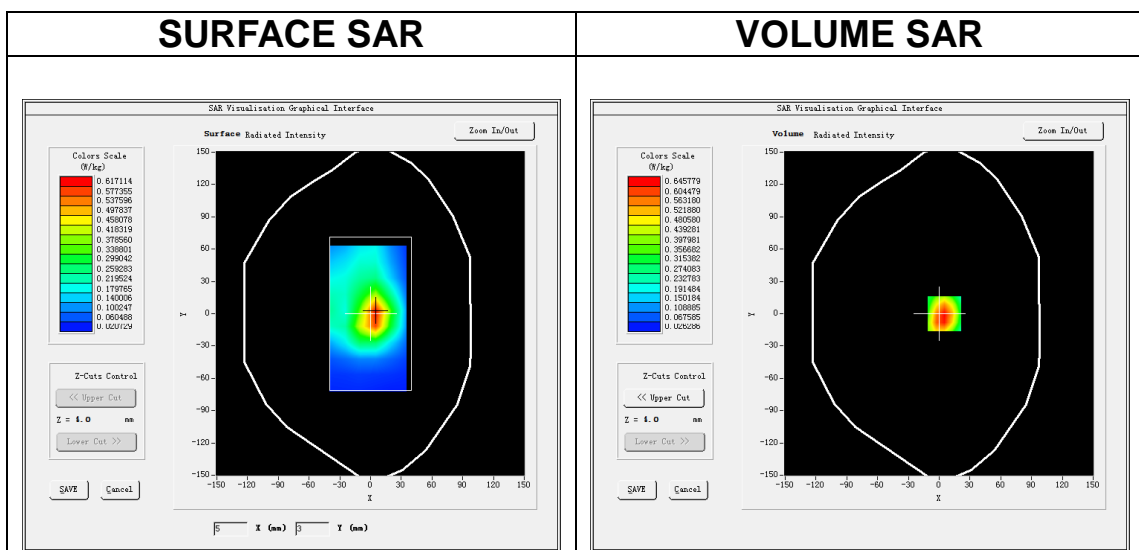 SURFACE SAR
SAR Visualisation Graphical Interface
Surface Radiated Intensity
Zoom In/Out
Colors Scale
(W/kg)
0.617114
0.577355
0.537596
0.497837
0.458078
0.418319
0.378560
0.338801
0.299042
0.259283
0.219524
0.179765
0.140006
0.100247
0.060488
0.020729
Z-Cuts Control
<< Upper Cut
Z = 4.0 mm
Lower Cut >>
SAVE Cancel
150
120
90
60
30
0
-30
-60
-90
-120
-150
Y
-150 -120 -90 -60 -30 0 30 60 90 120 150
X
5 X (mm) 3 Y (mm)
VOLUME SAR
SAR Visualisation Graphical Interface
Volume Radiated Intensity
Zoom In/Out
Colors Scale
(W/kg)
0.645779
0.604479
0.563180
0.521880
0.480580
0.439281
0.397981
0.356682
0.315382
0.274083
0.232783
0.191484
0.150184
0.108885
0.067585
0.026286
Z-Cuts Control
<< Upper Cut
Z = 4.0 mm
Lower Cut >>
SAVE Cancel
150
120
90
60
30
0
-30
-60
-90
-120
-150
Y
-150 -120 -90 -60 -30 0 30 60 90 120 150
X